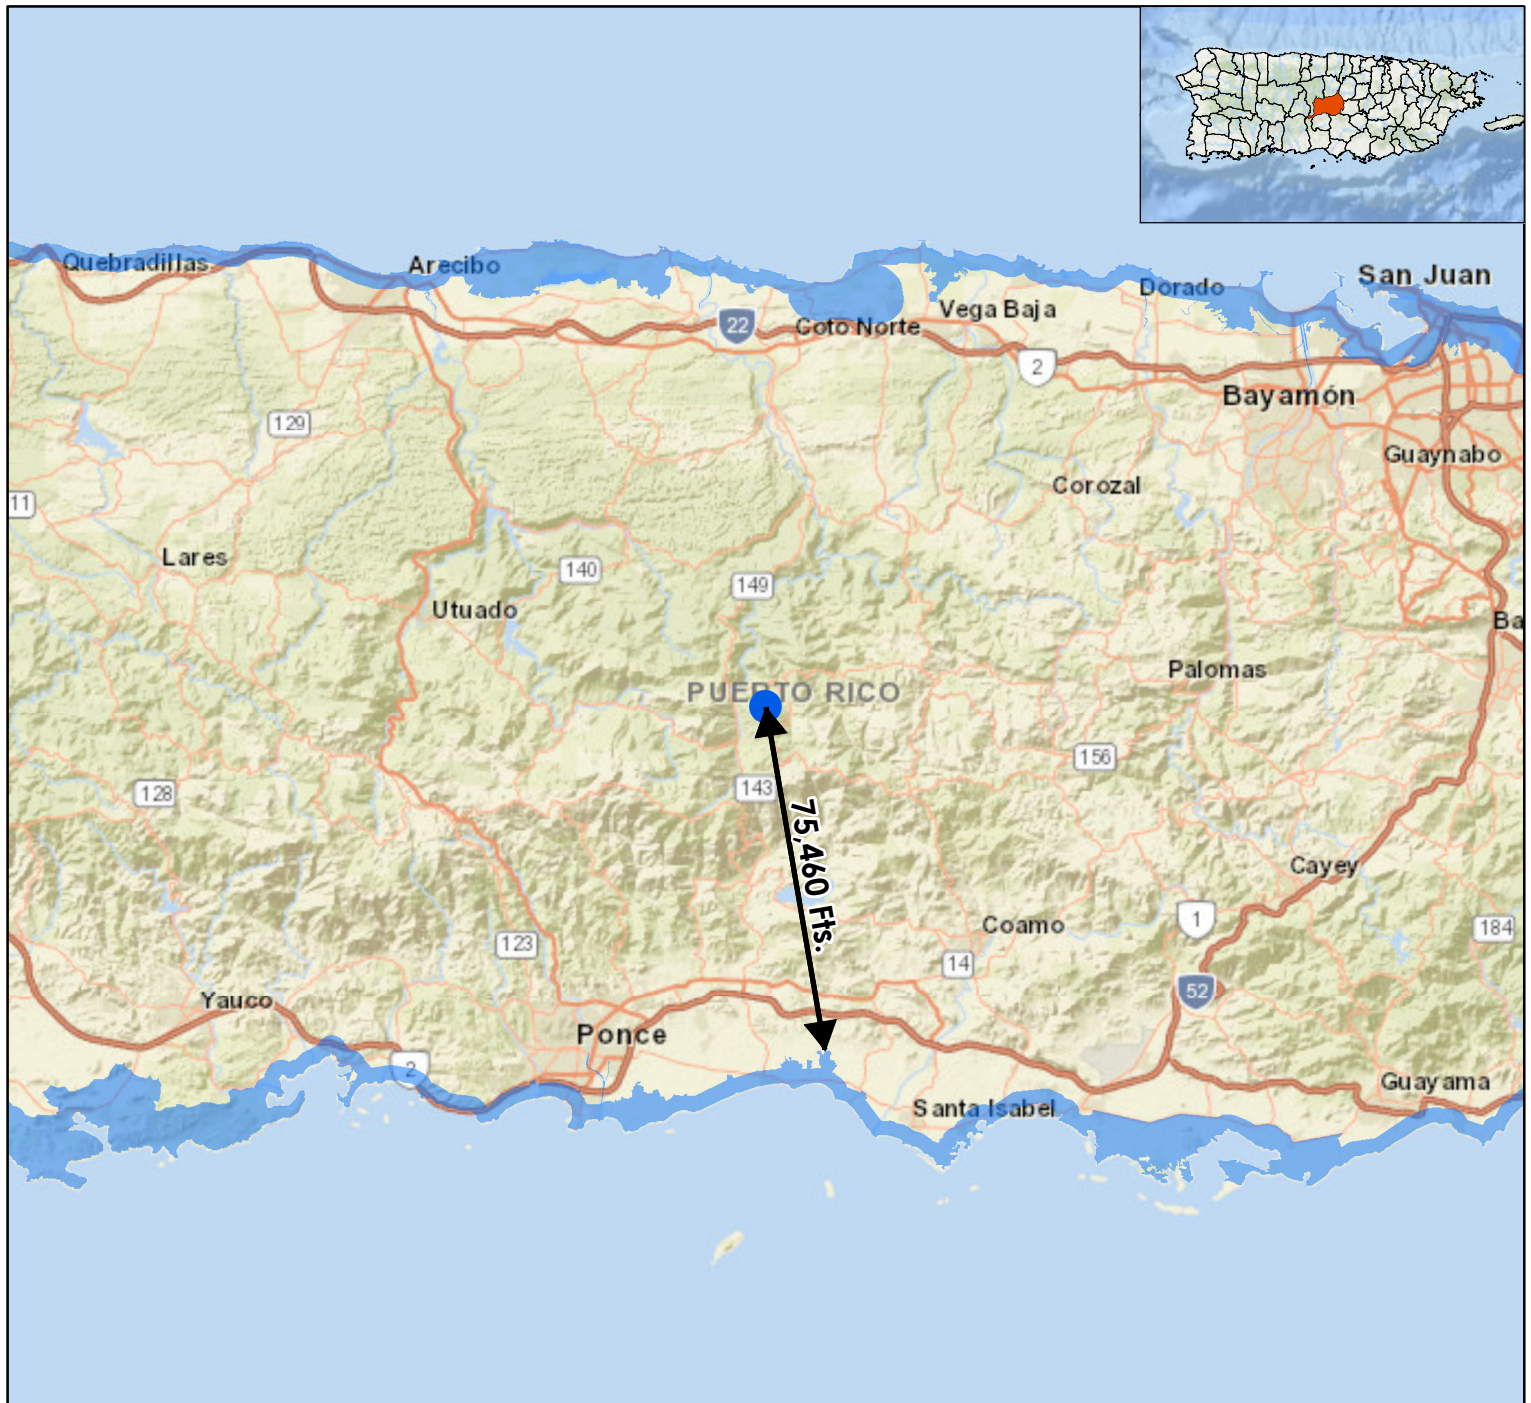 Quebradillas
Arecibo
San Juan
Dorado
Vega Baja
22
Coto Norte
2
Bayamón
129
Guaynabo
Corozal
11
Lares
140
149
Utuado
Ba
Palomas
PUERTO RICO
156
143
128
75,460 Fts.
Cayey
1
Coamo
184
123
14
52
Yauco
Ponce
2
Guayama
Santa Isabel